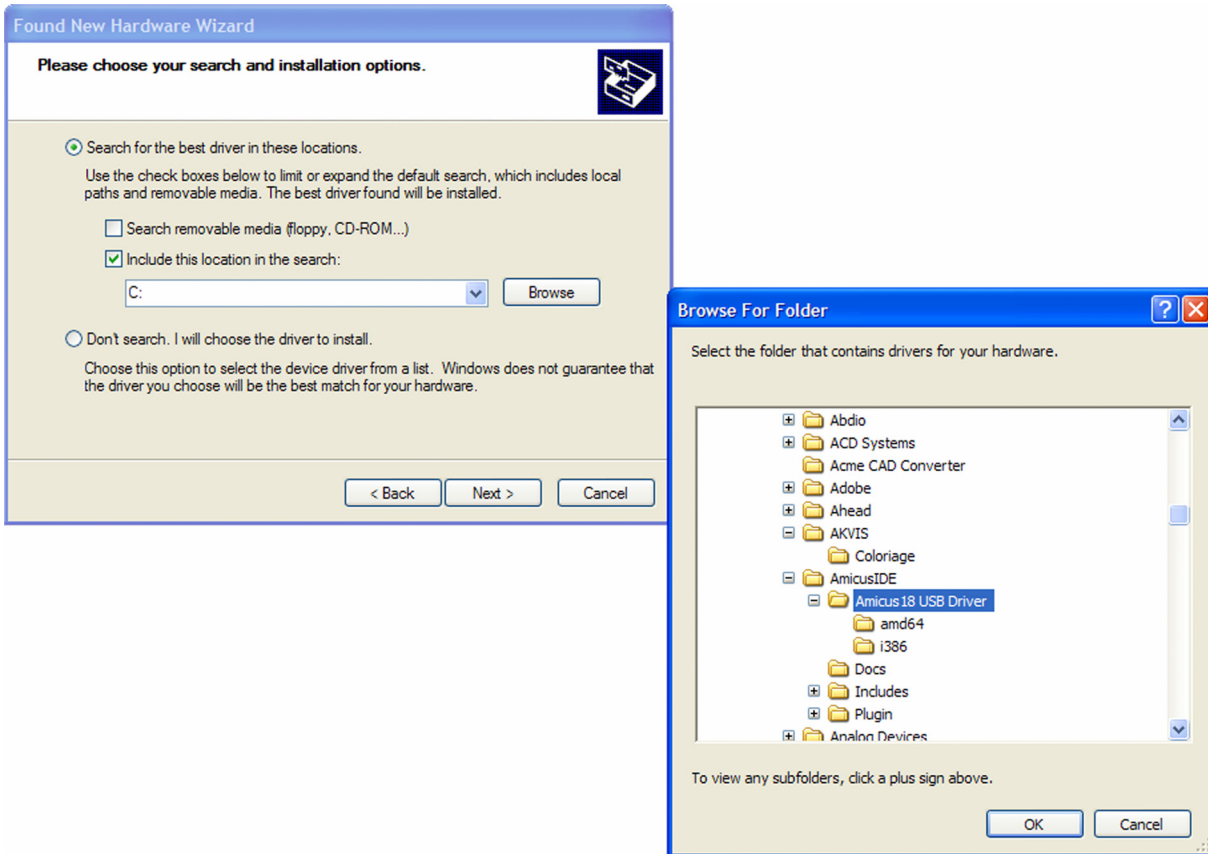 Found New Hardware Wizard
Please choose your search and installation options.
Search for the best driver in these locations.
Use the check boxes below to limit or expand the default search, which includes local
paths and removable media. The best driver found will be installed.
Search removable media (floppy, CD-ROM...)
Include this location in the search:
C:
Browse
Don't search. I will choose the driver to install.
Choose this option to select the device driver from a list. Windows does not guarantee that
the driver you choose will be the best match for your hardware.
< Back
Next >
Cancel
Browse For Folder
Select the folder that contains drivers for your hardware.
Abdio
ACD Systems
Acme CAD Converter
Adobe
Ahead
AKVIS
Coloriage
AmicusIDE
Amicus18 USB Driver
amd64
i386
Docs
Includes
Plugin
Analog Devices
To view any subfolders, click a plus sign above.
OK
Cancel